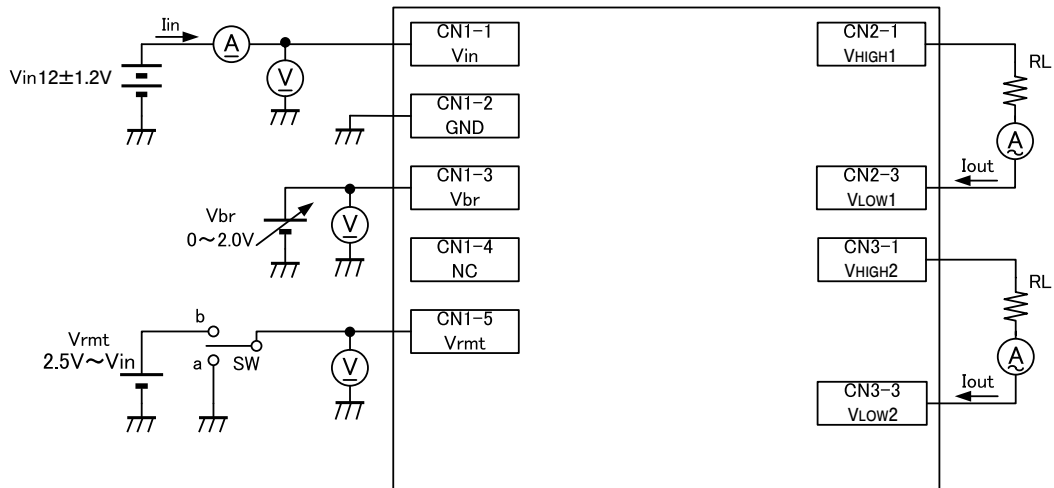 Iin
A
Vin12±1.2V
V
CN1-1
Vin
CN1-2
GND
CN1-3
Vbr
Vbr
0～2.0V
V
CN1-4
NC
CN1-5
Vrmt
Vrmt
2.5V～Vin
b
a
SW
V
CN2-1
VHIGH1
RL
A
Iout
CN2-3
VLOW1
CN3-1
VHIGH2
RL
A
Iout
CN3-3
VLOW2